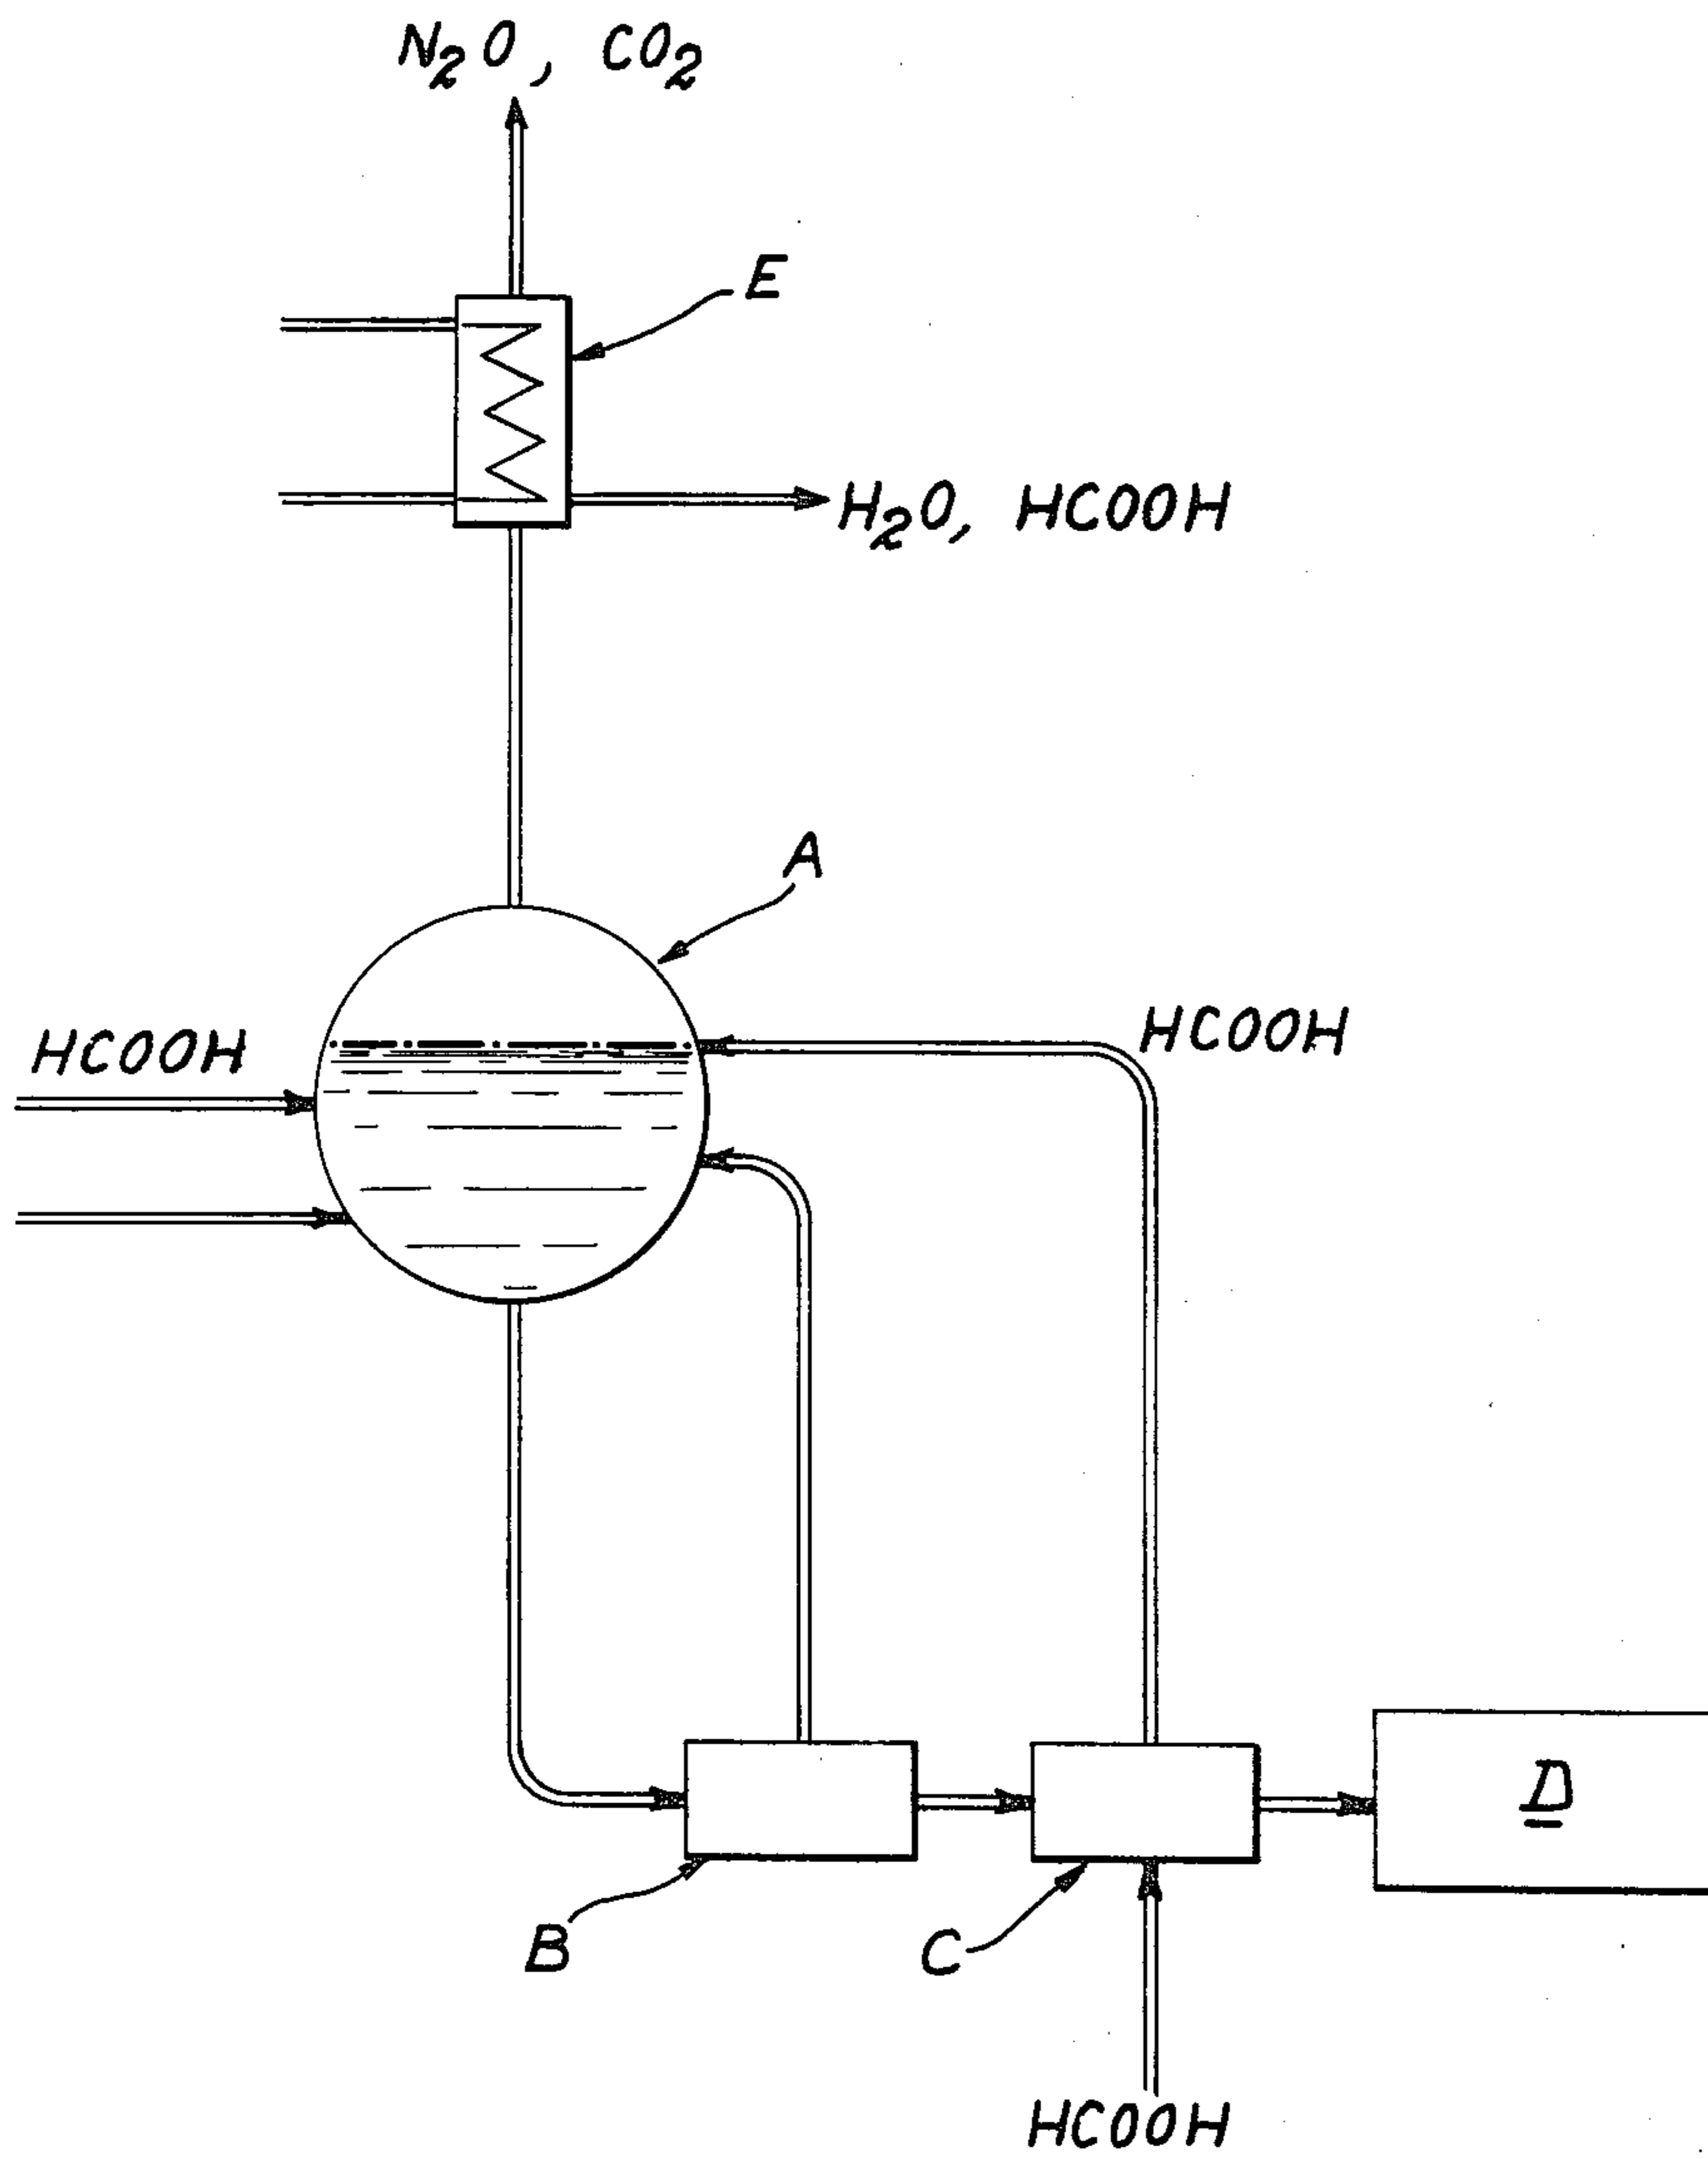 N₂O, CO₂
E
H₂O, HCOOH
A
HCOOH
HCOOH
D
B
C
HCOOH